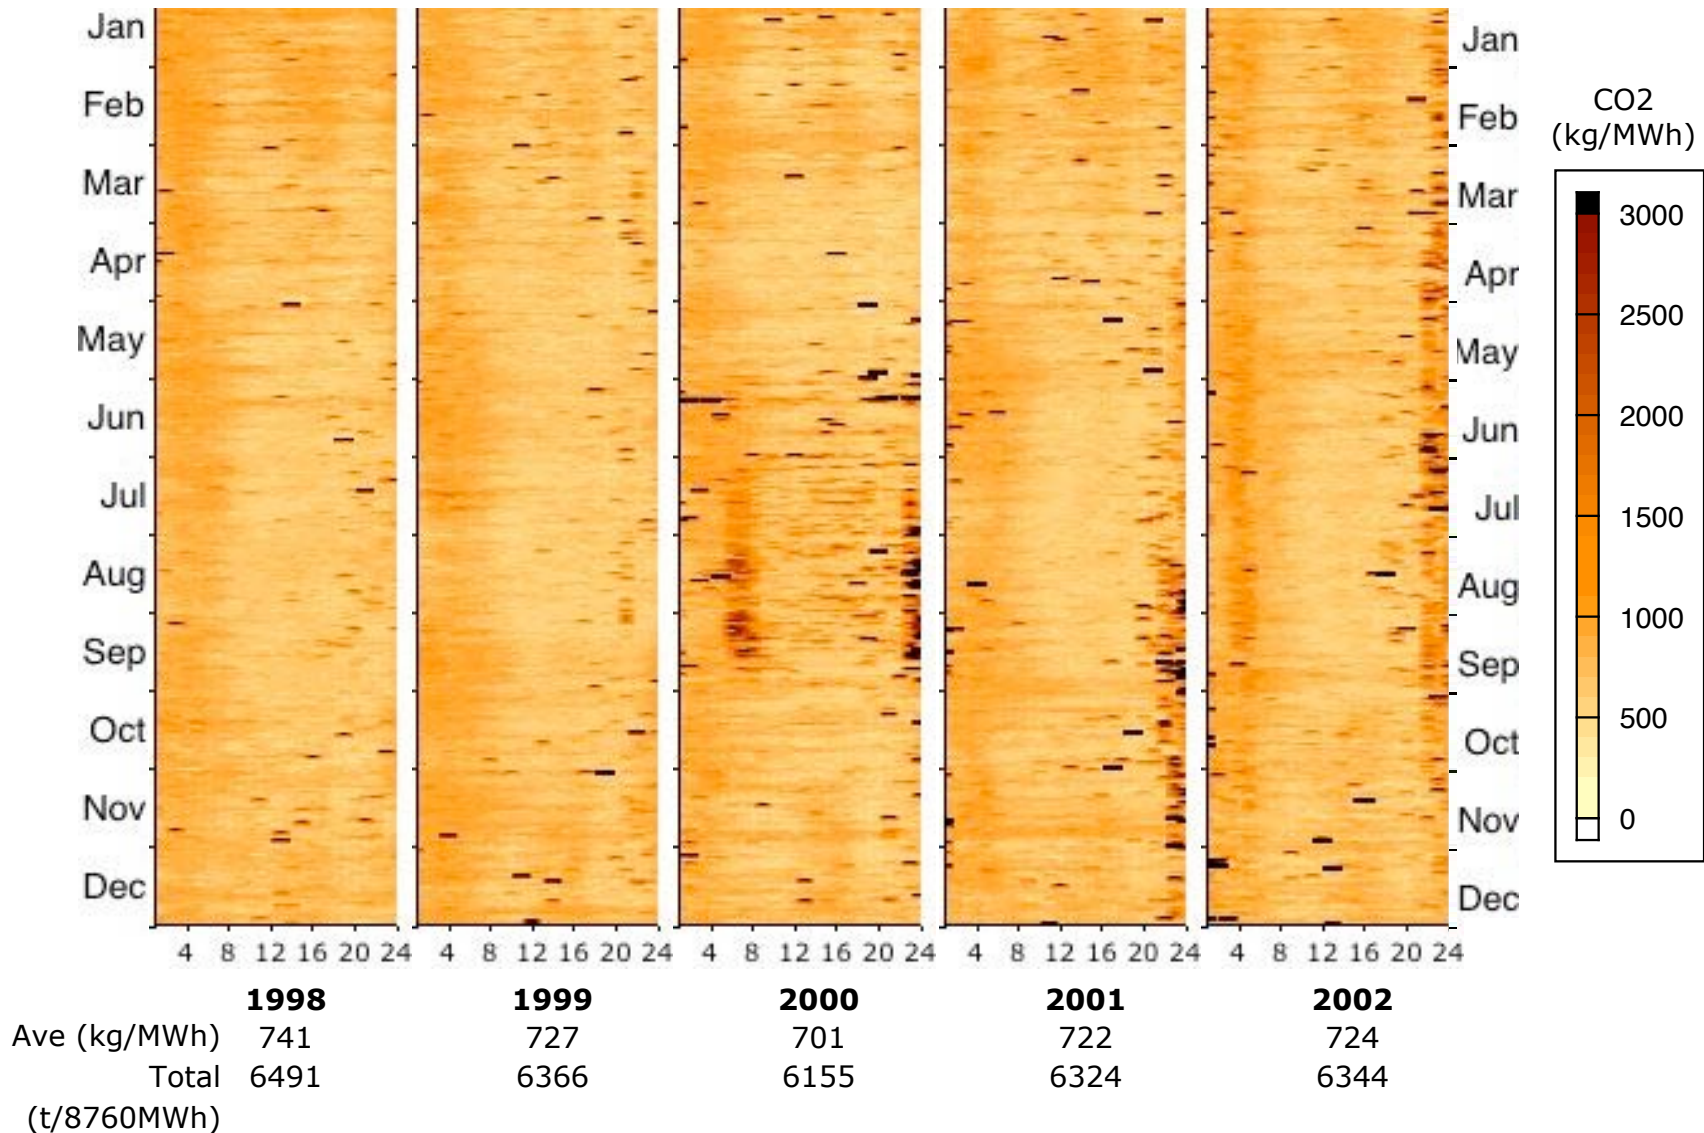 Jan
Feb
Mar
Apr
May
Jun
Jul
Aug
Sep
Oct
Nov
Dec
Jan
Feb
Mar
Apr
May
Jun
Jul
Aug
Sep
Oct
Nov
Dec
CO2
(kg/MWh)
3000
2500
2000
1500
1000
500
0
4 8 12 16 20 24 4 8 12 16 20 24 4 8 12 16 20 24 4 8 12 16 20 24 4 8 12 16 20 24
1998 1999 2000 2001 2002
Ave (kg/MWh) 741 727 701 722 724
Total 6491 6366 6155 6324 6344
(t/8760MWh)